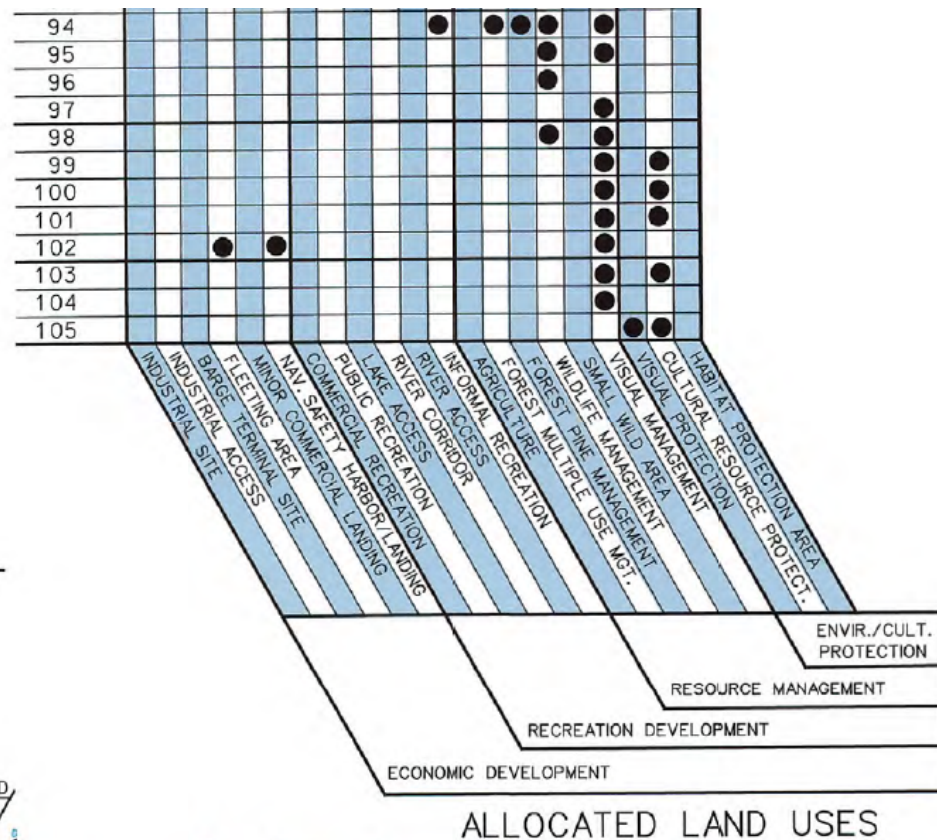 94
95
96
97
98
99
100
101
102
103
104
105
INDUSTRIAL SITE
INDUSTRIAL ACCESS
BARGE TERMINAL SITE
FLEETING AREA
MINOR COMMERCIAL LANDING
NAV. SAFETY HARBOR/LANDING
COMMERCIAL RECREATION
PUBLIC RECREATION
LAKE ACCESS
RIVER CORRIDOR
RIVER ACCESS
INFORMAL RECREATION
AGRICULTURE
FOREST MULTIPLE USE MGT.
FOREST PINE MANAGEMENT
WILDLIFE MANAGEMENT
SMALL WILD AREA
VISUAL MANAGEMENT
VISUAL PROTECTION
CULTURAL RESOURCE PROTECT.
HABITAT PROTECTION AREA
ENVIR./CULT.
PROTECTION
RESOURCE MANAGEMENT
RECREATION DEVELOPMENT
ECONOMIC DEVELOPMENT
D
ALLOCATED LAND USES